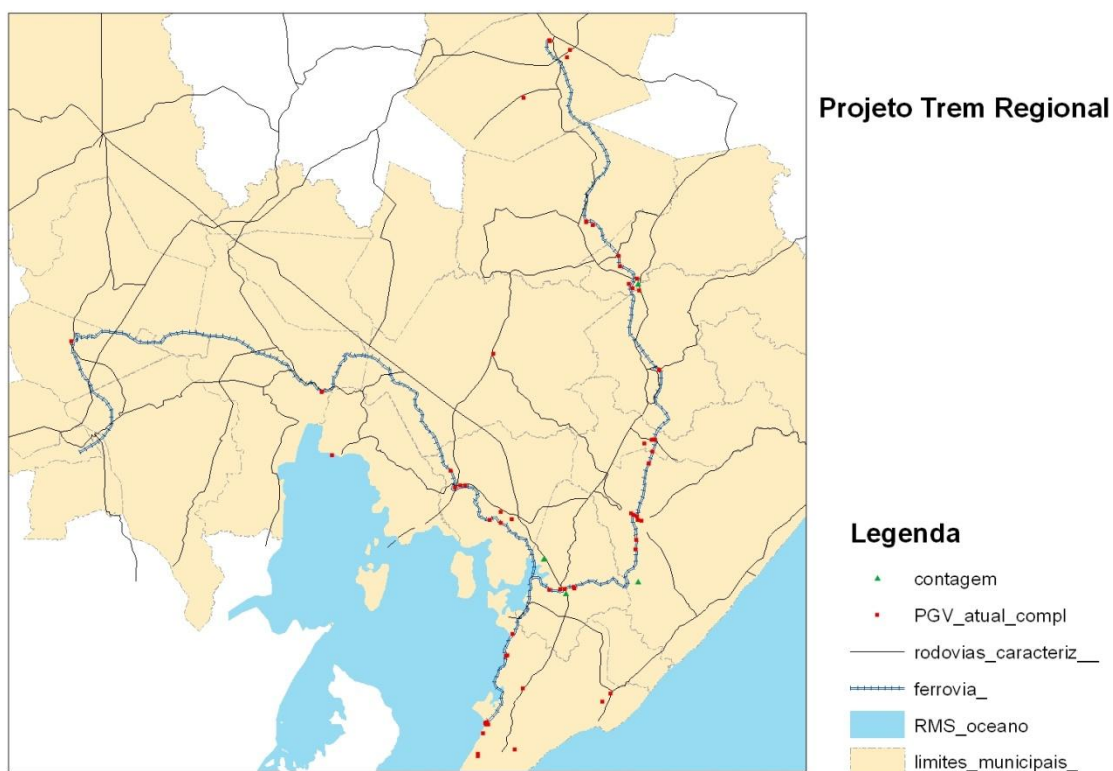 Projeto Trem Regional
Legenda
contagem
PGV_atual_compl
rodovias_caracteriz__
ferrovia_
RMS_oceano
limites_municipais_